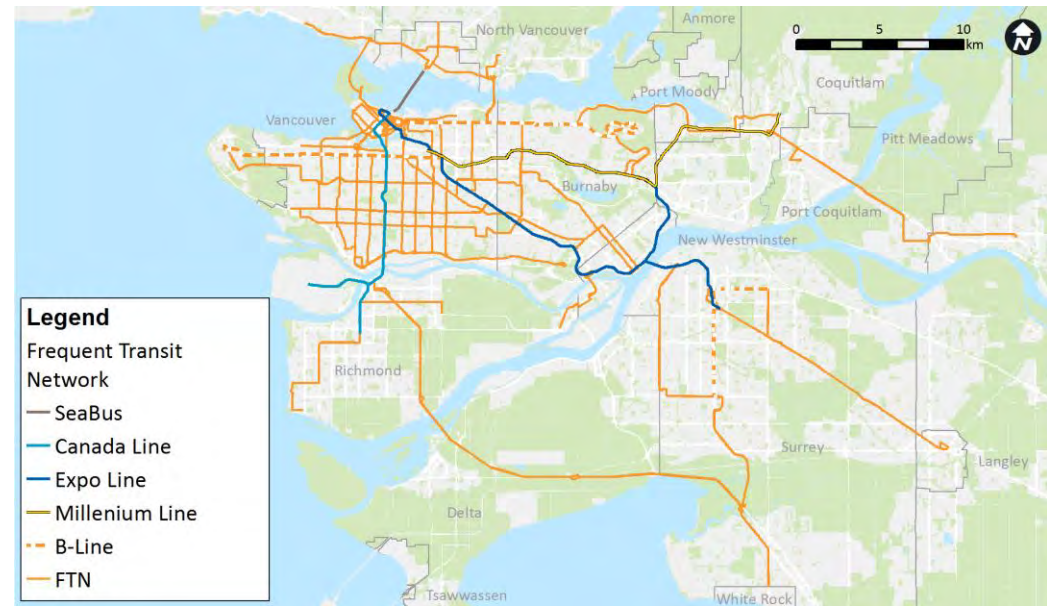 Anmore
North Vancouver
0 5 10
km
N
Port Moody
Coquitlam
Vancouver
Pitt Meadows
Burnaby
Port Coquitlam
New Westminster
Legend
Frequent Transit
Network
SeaBus
Canada Line
Expo Line
Millenium Line
B-Line
FTN
Richmond
Surrey
Langley
Delta
Tsawwassen
White Rock